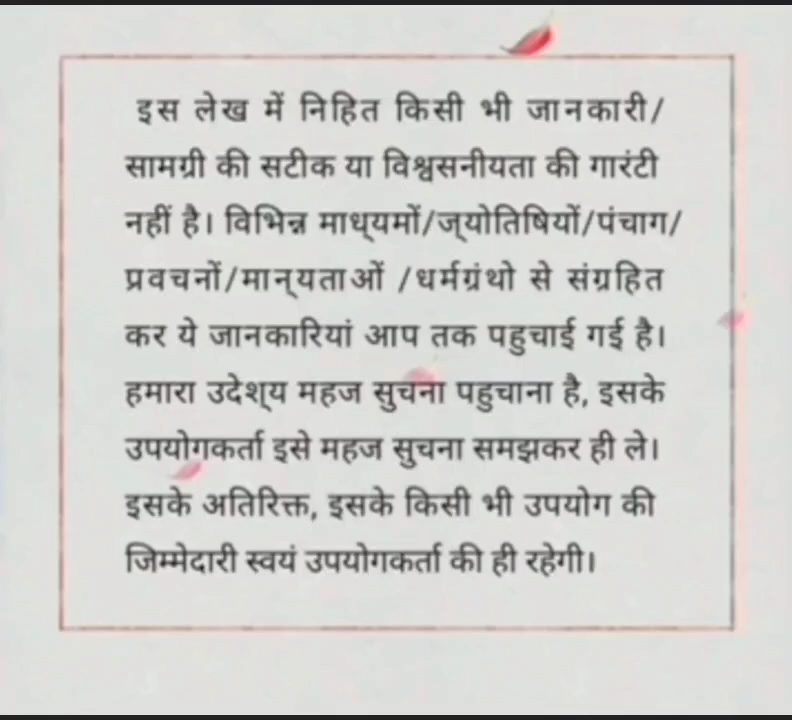 इस लेख में निहित किसी भी जानकारी/
सामग्री की सटीक या विश्वसनीयता की गारंटी
नहीं है। विभिन्न माध्यमों/ज्योतिषियों/पंचाग/
प्रवचनों/मान्यताओं /धर्मग्रंथो से संग्रहित
कर ये जानकारियां आप तक पहुचाई गई है।
हमारा उदेश्य महज सुचना पहुचाना है, इसके
उपयोगकर्ता इसे महज सुचना समझकर ही ले।
इसके अतिरिक्त, इसके किसी भी उपयोग की
जिम्मेदारी स्वयं उपयोगकर्ता की ही रहेगी।